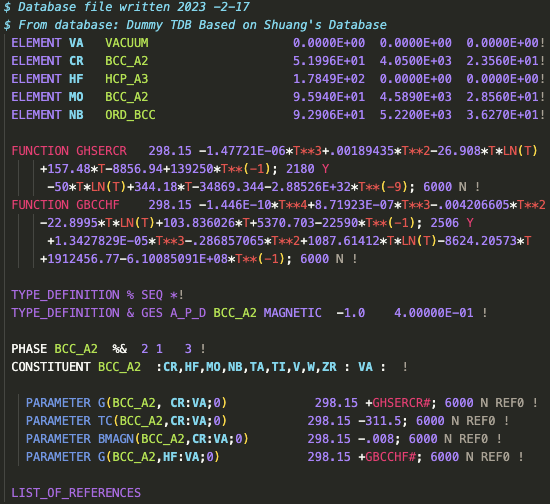 $ Database file written 2023 -2-17
$ From database: Dummy TDB Based on Shuang's Database
ELEMENT VA   VACUUM                    0.0000E+00  0.0000E+00  0.0000E+00!
ELEMENT CR   BCC_A2                    5.1996E+01  4.0500E+03  2.3560E+01!
ELEMENT HF   HCP_A3                    1.7849E+02  0.0000E+00  0.0000E+00!
ELEMENT MO   BCC_A2                    9.5940E+01  4.5890E+03  2.8560E+01!
ELEMENT NB   ORD_BCC                   9.2906E+01  5.2200E+03  3.6270E+01!
FUNCTION GHSERCR   298.15 -1.47721E-06*T**3+.00189435*T**2-26.908*T*LN(T)
+157.48*T-8856.94+139250*T**(-1); 2180 Y
-50*T*LN(T)+344.18*T-34869.344-2.88526E+32*T**(-9); 6000 N !
FUNCTION GBCCHF    298.15 -1.446E-10*T**4+8.71923E-07*T**3-.004206605*T**2
-22.8995*T*LN(T)+103.836026*T+5370.703-22590*T**(-1); 2506 Y
+1.3427829E-05*T**3-.286857065*T**2+1087.61412*T*LN(T)-8624.20573*T
+1912456.77-6.10085091E+08*T**(-1); 6000 N !
TYPE_DEFINITION % SEQ *!
TYPE_DEFINITION & GES A_P_D BCC_A2 MAGNETIC  -1.0    4.00000E-01 !
PHASE BCC_A2  %&  2 1   3 !
CONSTITUENT BCC_A2  :CR,HF,MO,NB,TA,TI,V,W,ZR : VA :  !
PARAMETER G(BCC_A2, CR:VA;0)            298.15 +GHSERCR#; 6000 N REF0 !
PARAMETER TC(BCC_A2,CR:VA;0)           298.15 -311.5; 6000 N REF0 !
PARAMETER BMAGN(BCC_A2,CR:VA;0)        298.15 -.008; 6000 N REF0 !
PARAMETER G(BCC_A2,HF:VA;0)            298.15 +GBCCHF#; 6000 N REF0 !
LIST_OF_REFERENCES